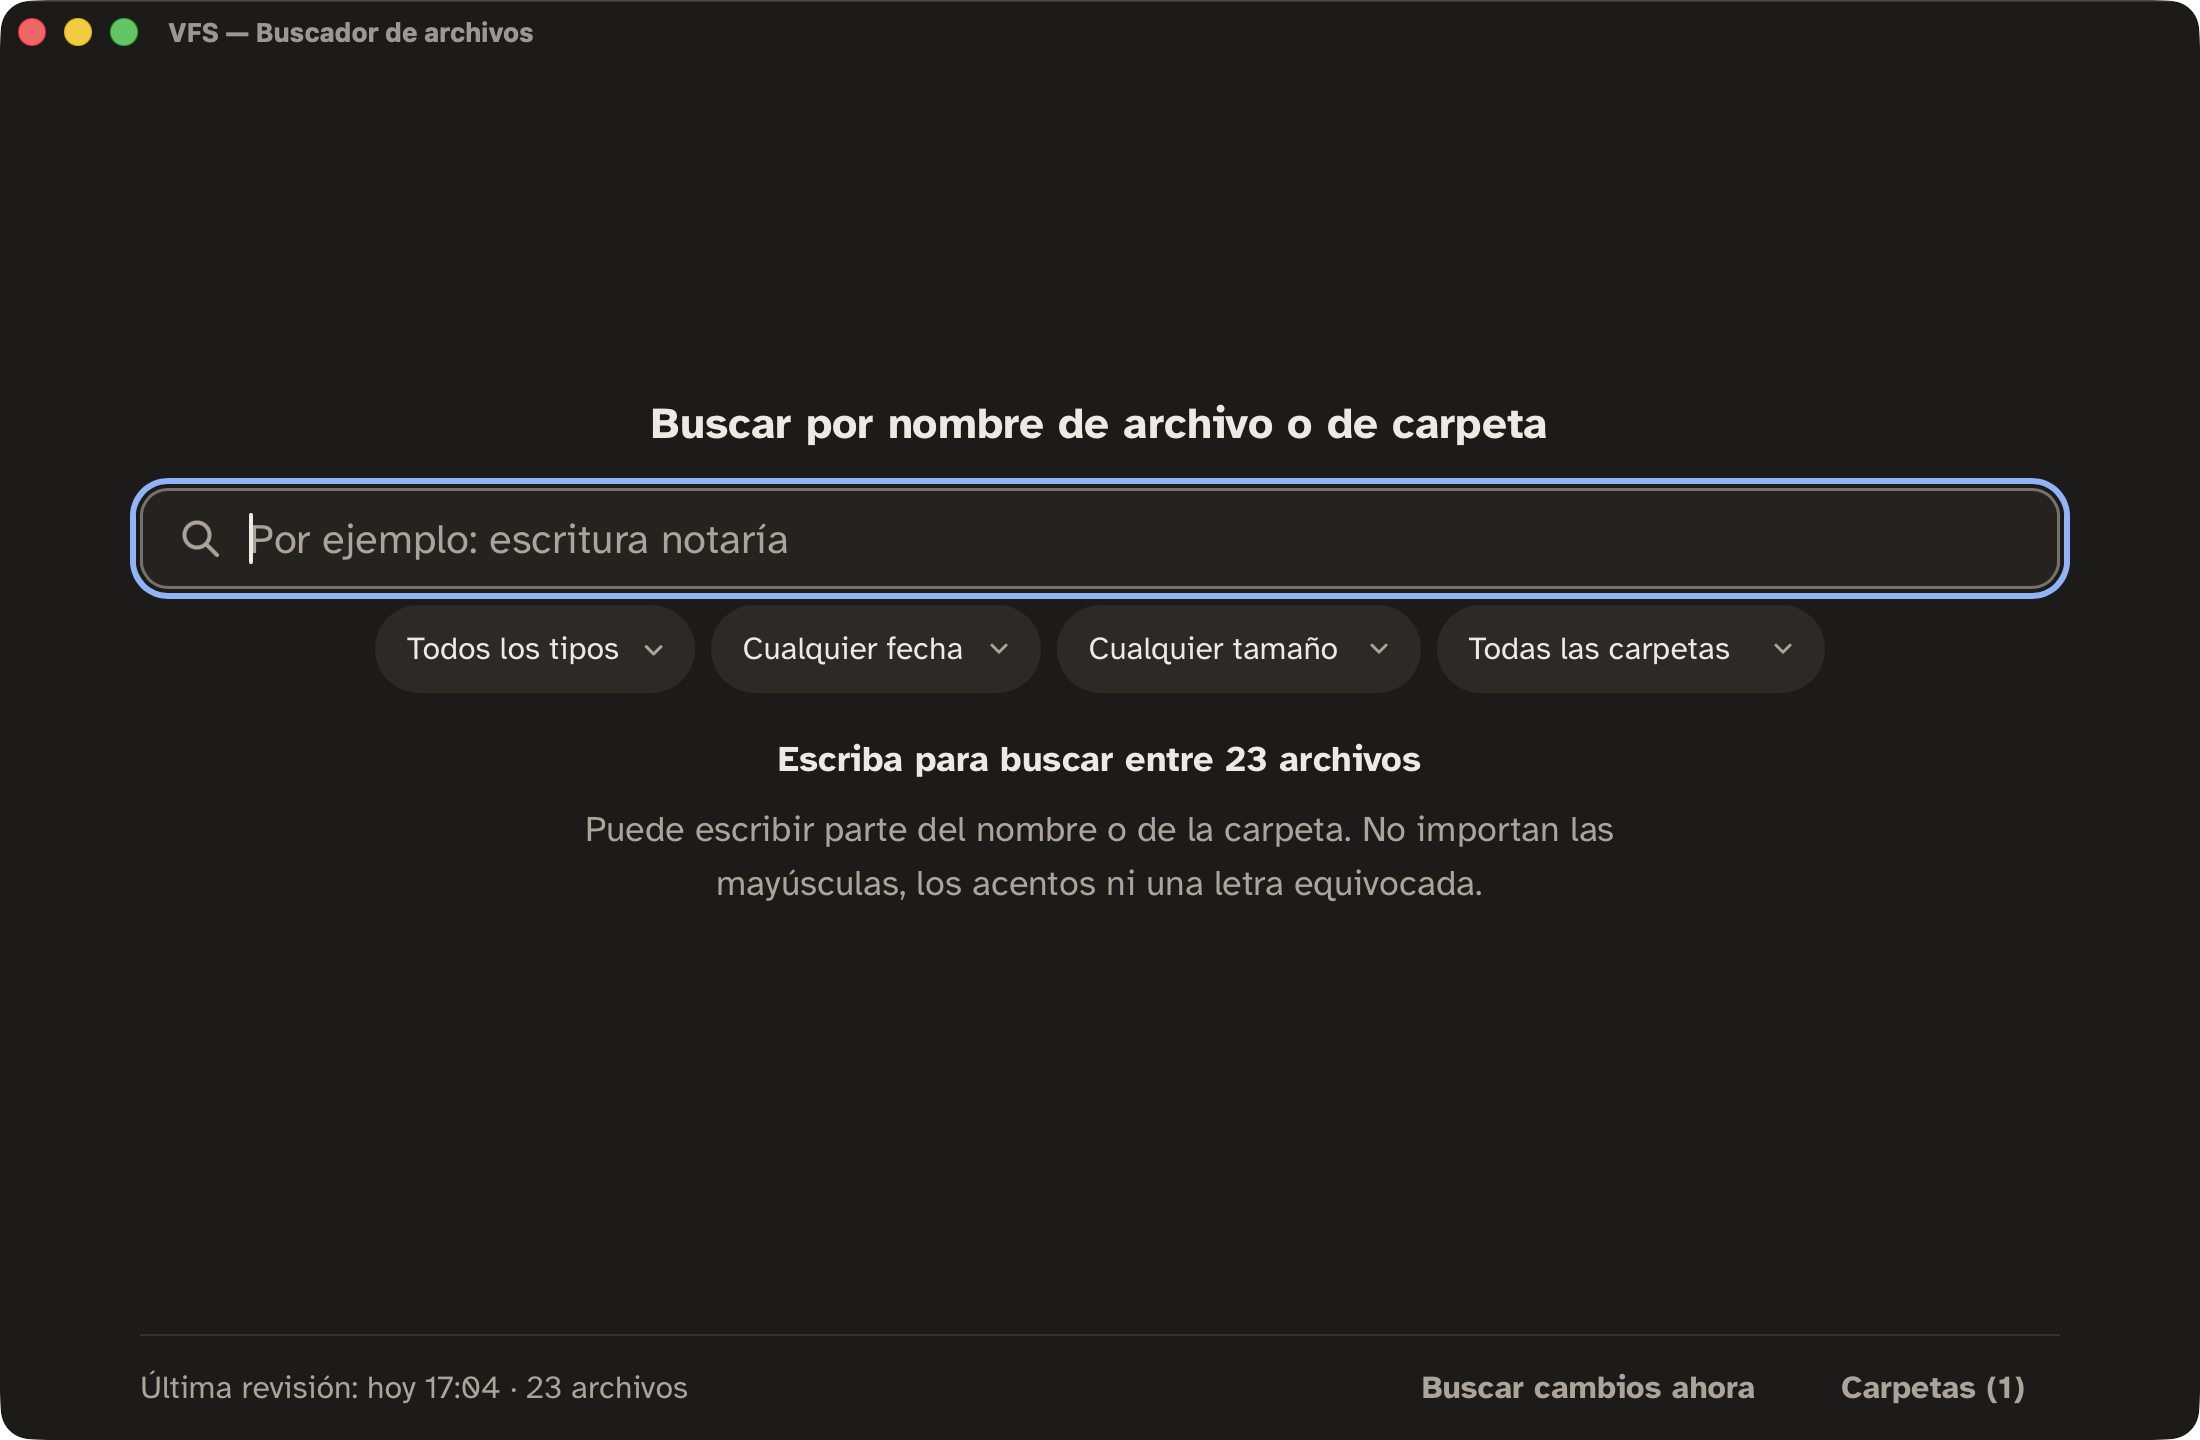 VFS — Buscador de archivos
Buscar por nombre de archivo o de carpeta
Por ejemplo: escritura notaría
Todos los tipos
Cualquier fecha
Cualquier tamaño
Todas las carpetas
Escriba para buscar entre 23 archivos
Puede escribir parte del nombre o de la carpeta. No importan las
mayúsculas, los acentos ni una letra equivocada.
Última revisión: hoy 17:04 · 23 archivos
Buscar cambios ahora
Carpetas (1)